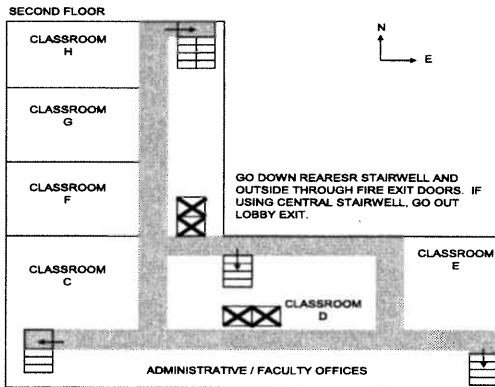 SECOND FLOOR
CLASSROOM
H
N
E
CLASSROOM
G
GO DOWN REARESR STAIRWELL AND
OUTSIDE THROUGH FIRE EXIT DOORS. IF
USING CENTRAL STAIRWELL, GO OUT
LOBBY EXIT.
CLASSROOM
F
CLASSROOM
C
CLASSROOM
E
CLASSROOM
D
ADMINISTRATIVE / FACULTY OFFICES